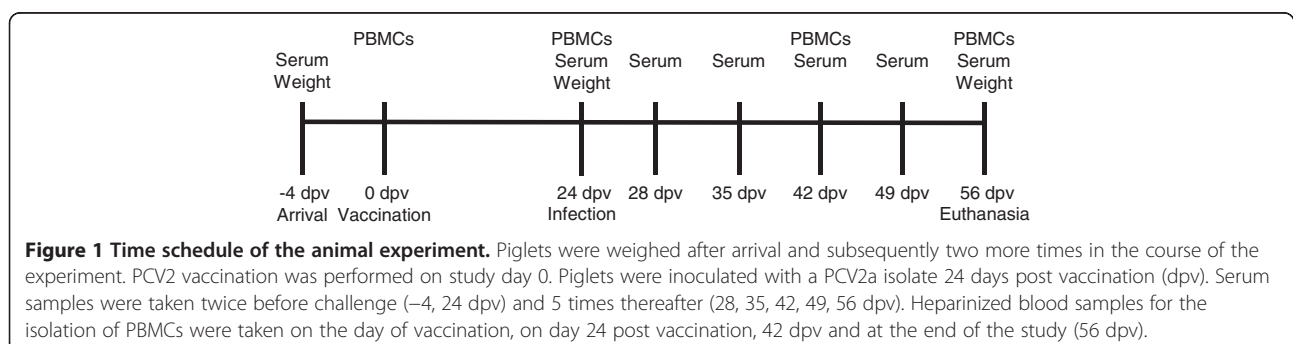 PBMCs PBMCs PBMCs PBMCs
Serum Serum Serum Serum Serum Serum Serum
Weight Weight Weight
-4 dpv 0 dpv 24 dpv 28 dpv 35 dpv 42 dpv 49 dpv 56 dpv
Arrival Vaccination Infection Euthanasia
Figure 1 Time schedule of the animal experiment. Piglets were weighed after arrival and subsequently two more times in the course of the
experiment. PCV2 vaccination was performed on study day 0. Piglets were inoculated with a PCV2a isolate 24 days post vaccination (dpv). Serum
samples were taken twice before challenge (−4, 24 dpv) and 5 times thereafter (28, 35, 42, 49, 56 dpv). Heparinized blood samples for the
isolation of PBMCs were taken on the day of vaccination, on day 24 post vaccination, 42 dpv and at the end of the study (56 dpv).